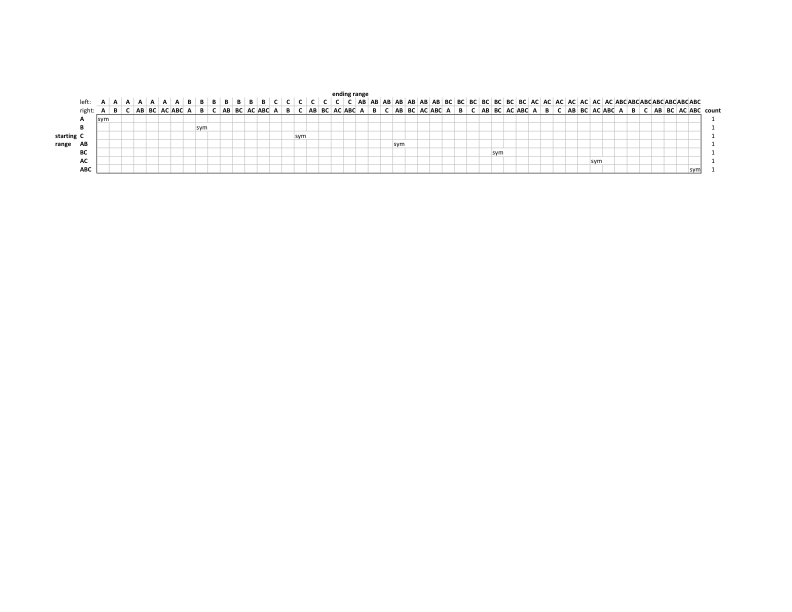 ending range
left: A A A A A A A B B B B B B B C C C C C C C AB AB AB AB AB AB AB BC BC BC BC BC BC BC AC AC AC AC AC AC AC ABC ABC ABC ABC ABC ABC ABC
right: A B C AB BC AC ABC A B C AB BC AC ABC A B C AB BC AC ABC A B C AB BC AC ABC A B C AB BC AC ABC A B C AB BC AC ABC A B C AB BC AC ABC count
A sym 1
B sym 1
starting C sym 1
range AB sym 1
BC sym 1
AC sym 1
ABC sym 1